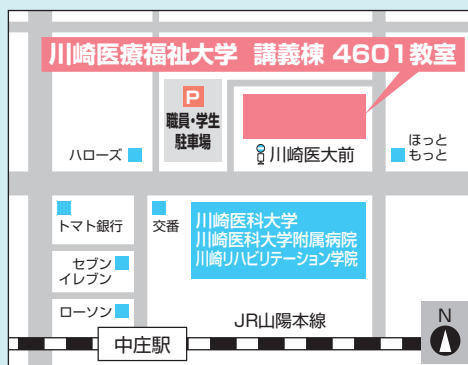 川崎医療福祉大学 講義棟 4601教室
P
職員・学生
駐車場
ハローズ
川崎医大前
ほっと
もっと
トマト銀行
交番
川崎医科大学
川崎医科大学附属病院
川崎リハビリテーション学院
セブン
イレブン
ローソン
JR山陽本線
N
中庄駅